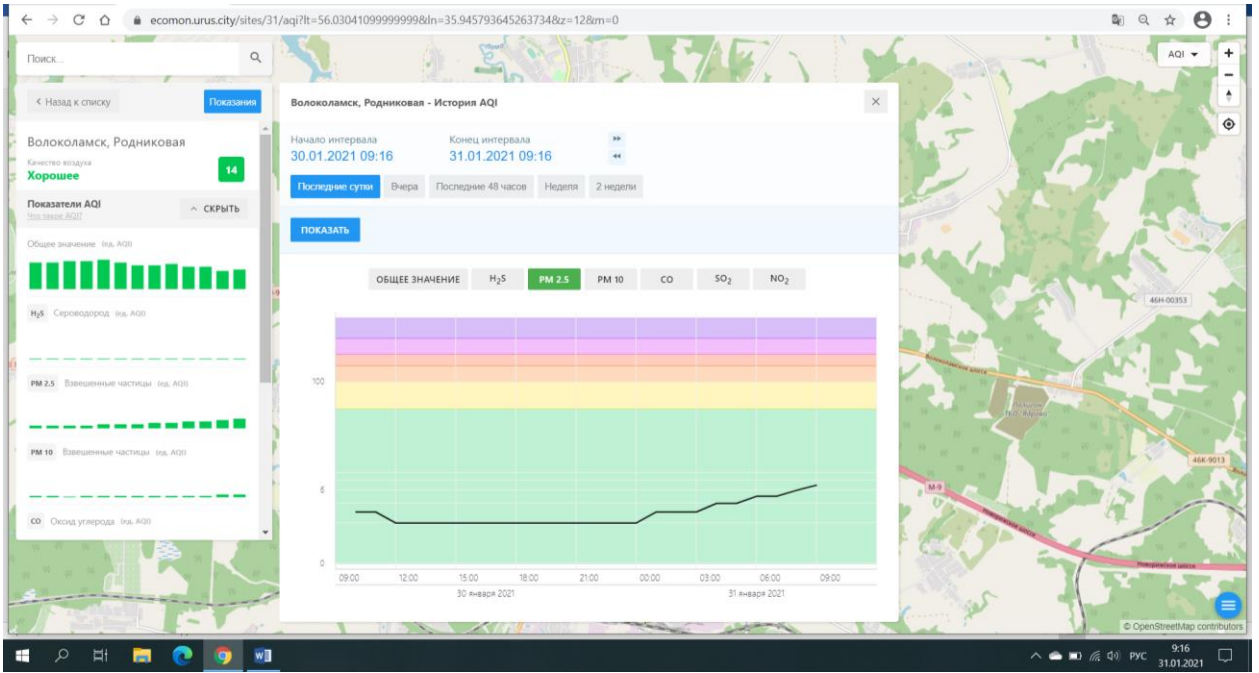 ecomon.urus.city/sites/31/aqi?lt=56.03041099999999&ln=35.945793645263734&z=12&m=0
Поиск...
AQI
Назад к списку
Показания
Волоколамск, Родниковая
Качество воздуха
Хорошее
14
Показатели AQI
СКРЫТЬ
Что такое AQI?
Общее значение (ед. AQI)
H₂S Сероводород (ед. AQI)
PM 2.5 Взвешенные частицы (ед. AQI)
PM 10 Взвешенные частицы (ед. AQI)
CO Оксид углерода (ед. AQI)
Волоколамск, Родниковая - История AQI
Начало интервала
Конец интервала
30.01.2021 09:16
31.01.2021 09:16
Последние сутки
Вчера
Последние 48 часов
Неделя
2 недели
ПОКАЗАТЬ
ОБЩЕЕ ЗНАЧЕНИЕ
H₂S
PM 2.5
PM 10
CO
SO₂
NO₂
100
6
0
09:00 12:00 15:00 18:00 21:00 00:00 03:00 06:00 09:00
30 января 2021
31 января 2021
46Н-00353
Волоколамское шоссе
46К-9013
М-9
Новорижское шоссе
Новорижское шоссе
© OpenStreetMap contributors
РУС
9:16
31.01.2021